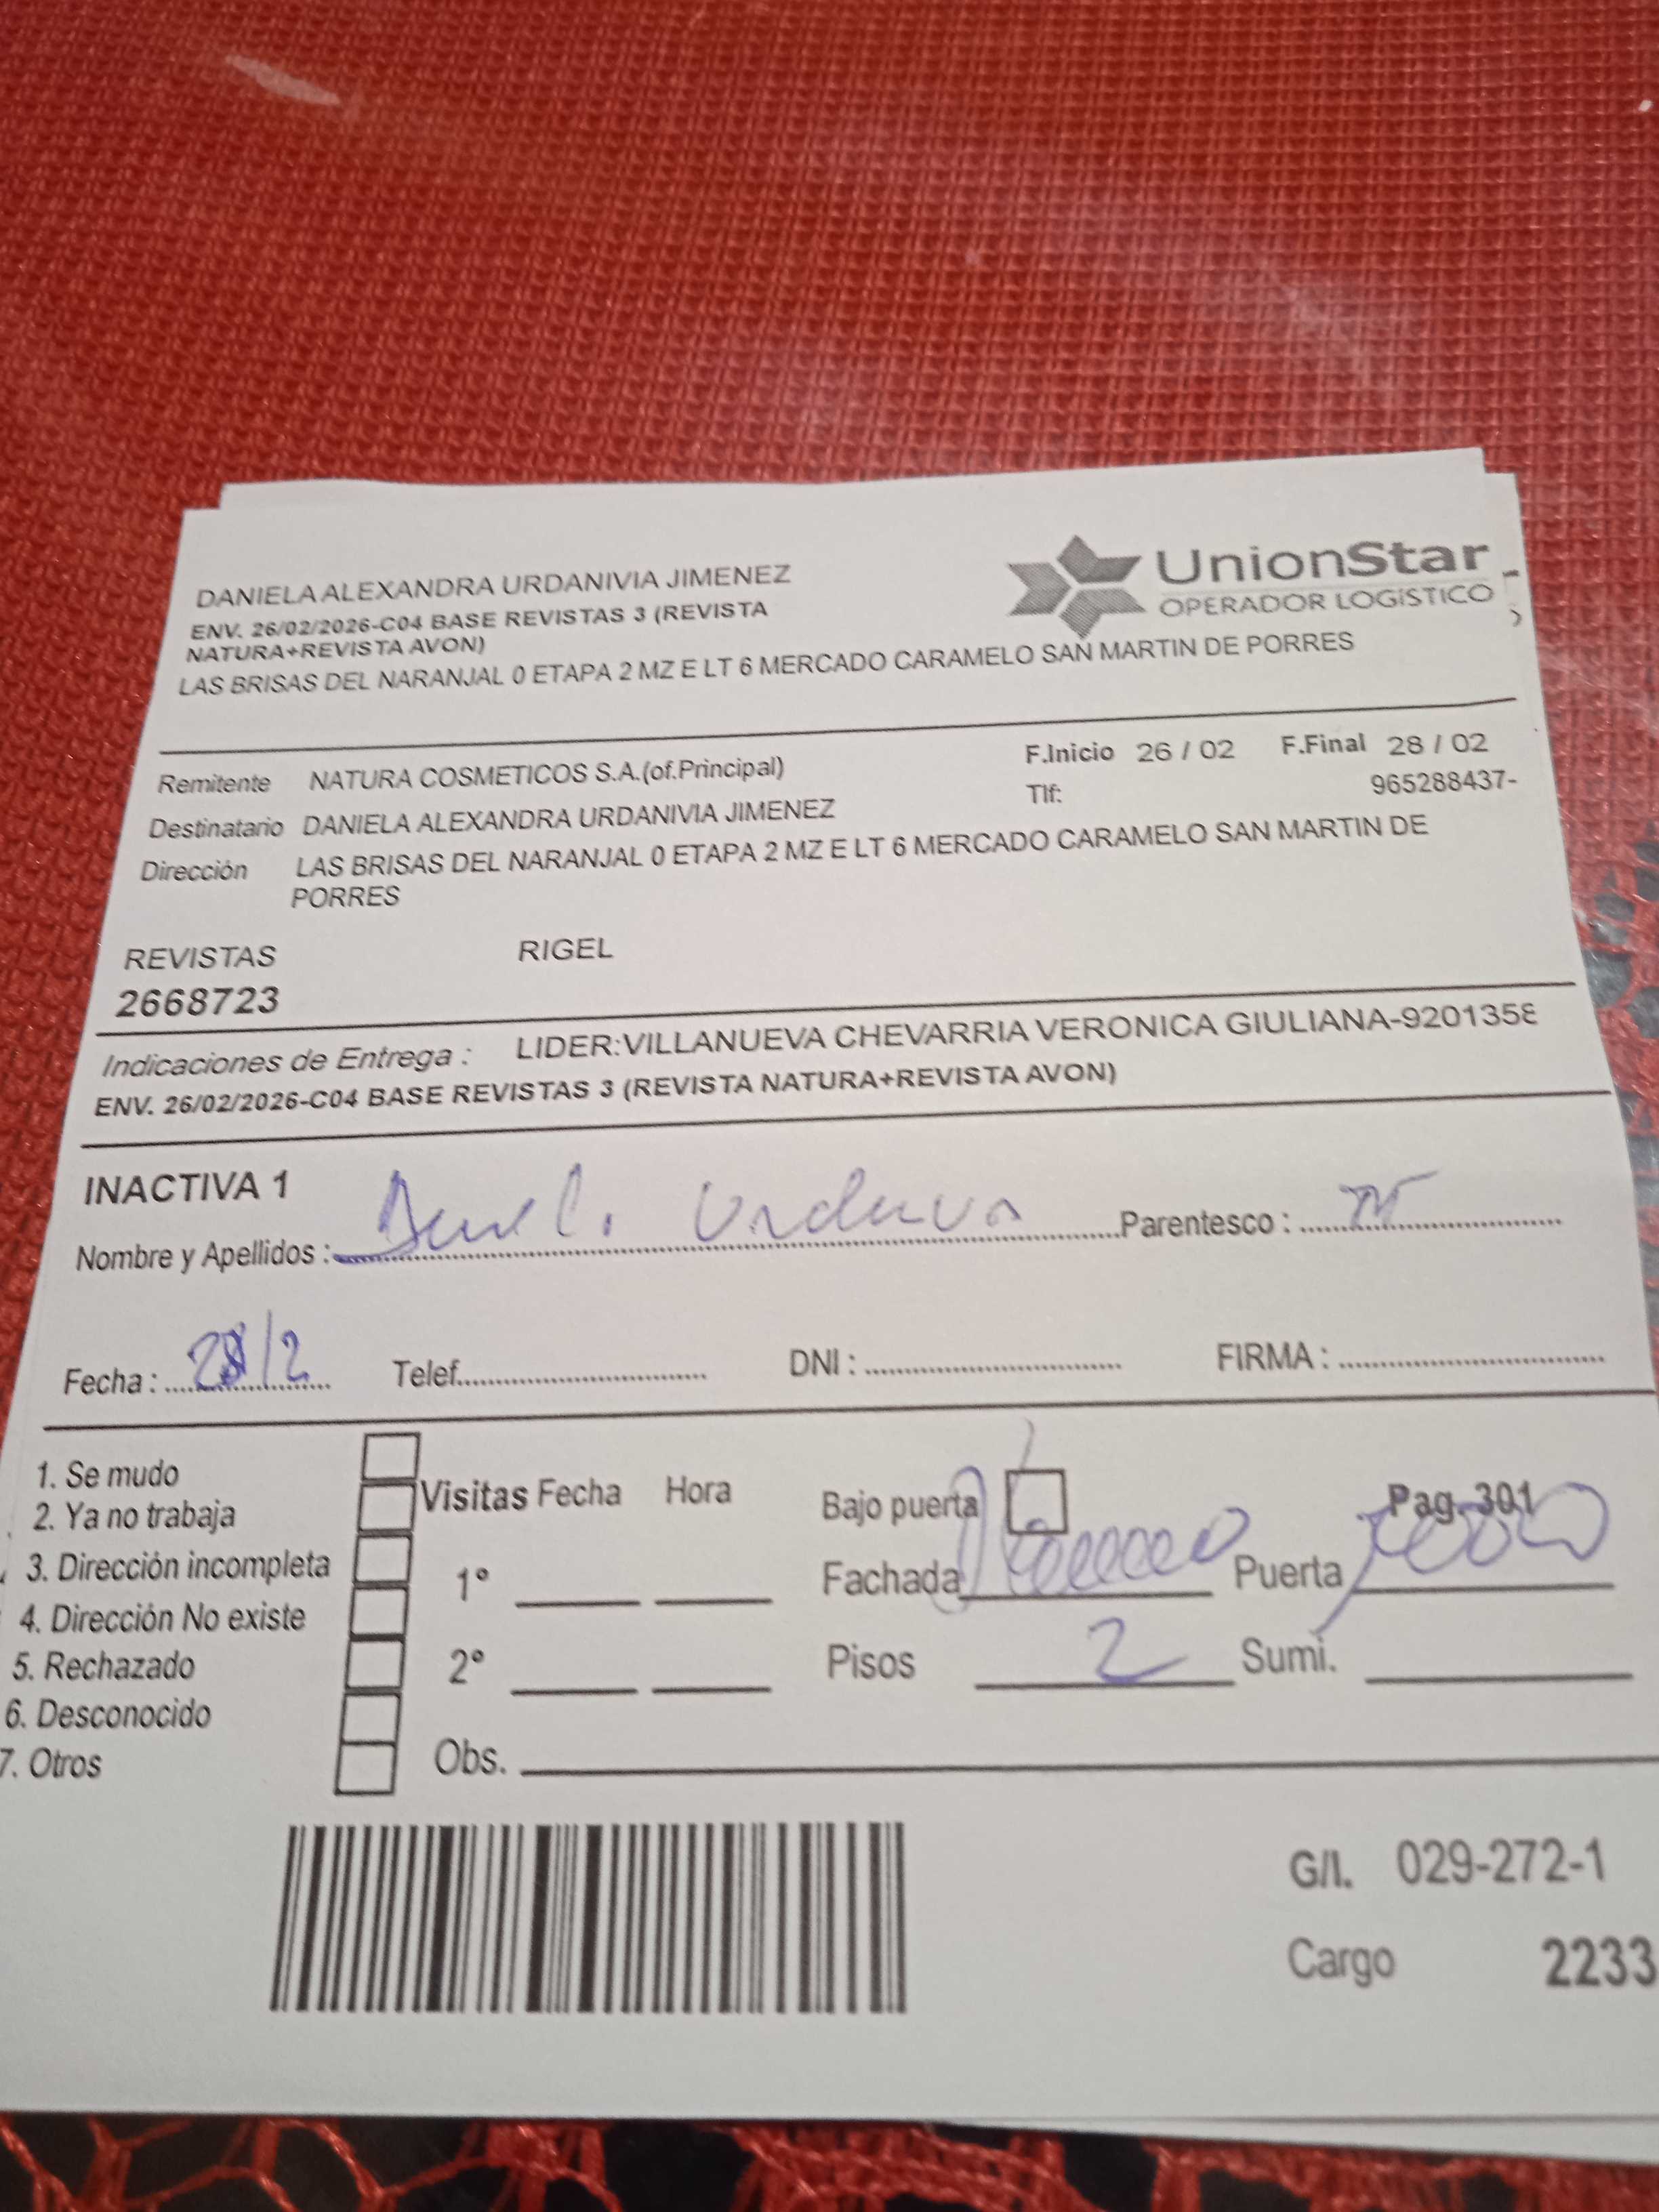 DANIELA ALEXANDRA URDANIVIA JIMENEZ
ENV. 26/02/2026-C04 BASE REVISTAS 3 (REVISTA
NATURA+REVISTA AVON)
LAS BRISAS DEL NARANJAL 0 ETAPA 2 MZ E LT 6 MERCADO CARAMELO SAN MARTIN DE PORRES
UnionStar
OPERADOR LOGÍSTICO
Remitente NATURA COSMETICOS S.A.(of.Principal)
F.Inicio 26 / 02 F.Final 28 / 02
Destinatario DANIELA ALEXANDRA URDANIVIA JIMENEZ
Tlf: 965288437-
Dirección LAS BRISAS DEL NARANJAL 0 ETAPA 2 MZ E LT 6 MERCADO CARAMELO SAN MARTIN DE
PORRES
REVISTAS RIGEL
2668723
Indicaciones de Entrega : LIDER:VILLANUEVA CHEVARRIA VERONICA GIULIANA-9201358
ENV. 26/02/2026-C04 BASE REVISTAS 3 (REVISTA NATURA+REVISTA AVON)
INACTIVA 1
Nombre y Apellidos : Parentesco :
Fecha : 28/2 Telef. DNI : FIRMA :
1. Se mudo
2. Ya no trabaja
3. Dirección incompleta
4. Dirección No existe
5. Rechazado
6. Desconocido
7. Otros
Visitas Fecha Hora
1°
2°
Obs.
Bajo puerta Pag. 301
Fachada Puerta
Pisos 2 Sumi.
G/I. 029-272-1
Cargo 2233